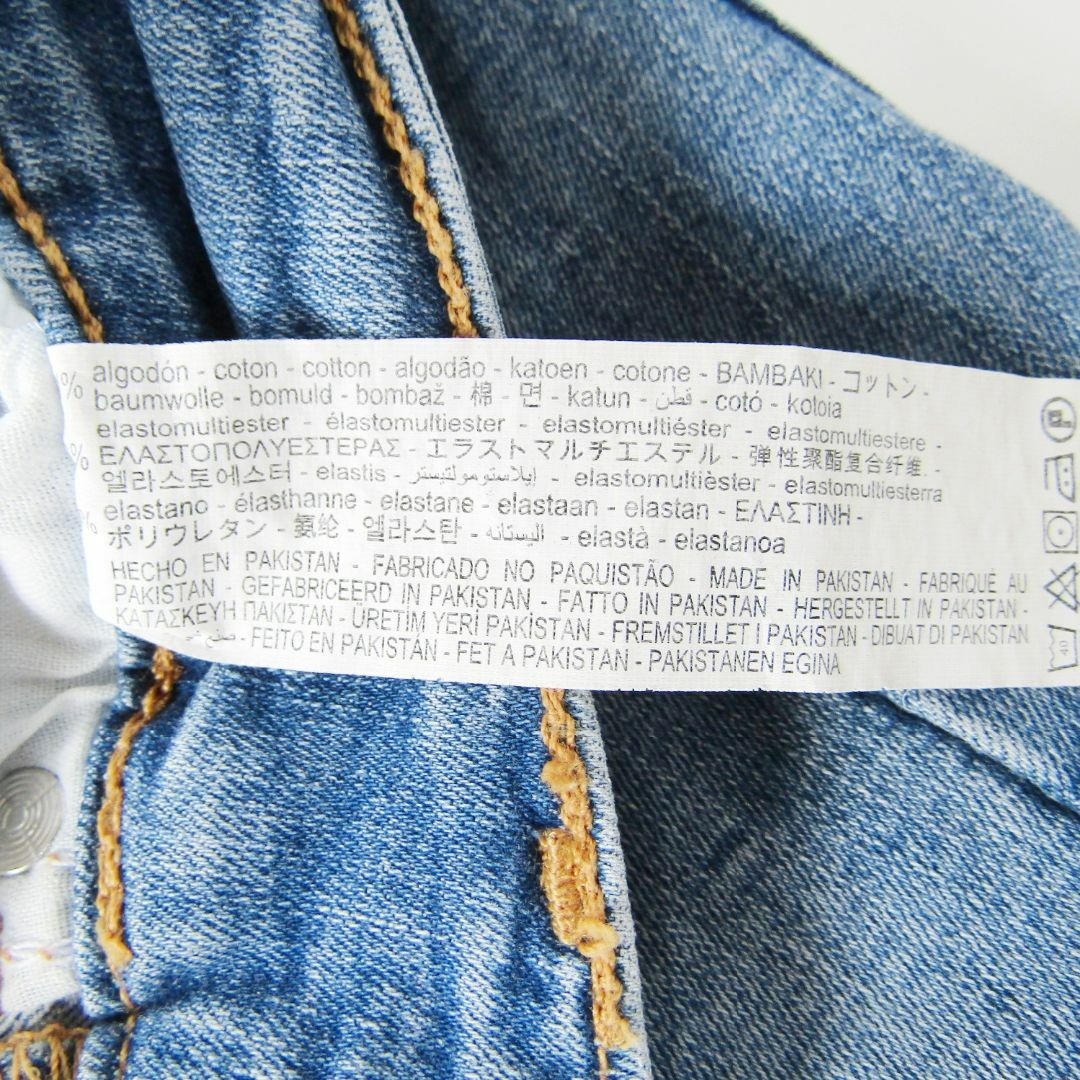 % algodón - coton - cotton - algodão - katoen - cotone - BAMBAKI - コットン -
baumwolle - bomuld - bombaž - 棉 - 면 - katun - قطن - cotó - kotoia
elastomultiester - élastomultiester - elastomultiéster - elastomultiestere -
% ΕΛΑΣΤΟΠΟΛΥΕΣΤΕΡΑΣ - エラストマルチエステル - 弹性聚酯复合纤维 -
엘라스토에스터 - elastis - إيلاستومولتيستر - elastomultièster - elastomultiesterra
% elastano - élasthanne - elastane - elastaan - elastan - ΕΛΑΣΤΙΝΗ -
ポリウレタン - 氨纶 - 엘라스탄 - اليستانه - elastà - elastanoa
HECHO EN PAKISTAN - FABRICADO NO PAQUISTÃO - MADE IN PAKISTAN - FABRIQUÉ AU
PAKISTAN - GEFABRICEERD IN PAKISTAN - FATTO IN PAKISTAN - HERGESTELLT IN PAKISTAN -
ΚΑΤΑΣΚΕΥΗ ΠΑΚΙΣΤΑΝ - ÜRETİM YERİ PAKİSTAN - FREMSTILLET I PAKISTAN - DIBUAT DI PAKISTAN
- FEITO EN PAKISTÁN - FET A PAKISTAN - PAKISTANEN EGINA
P
40